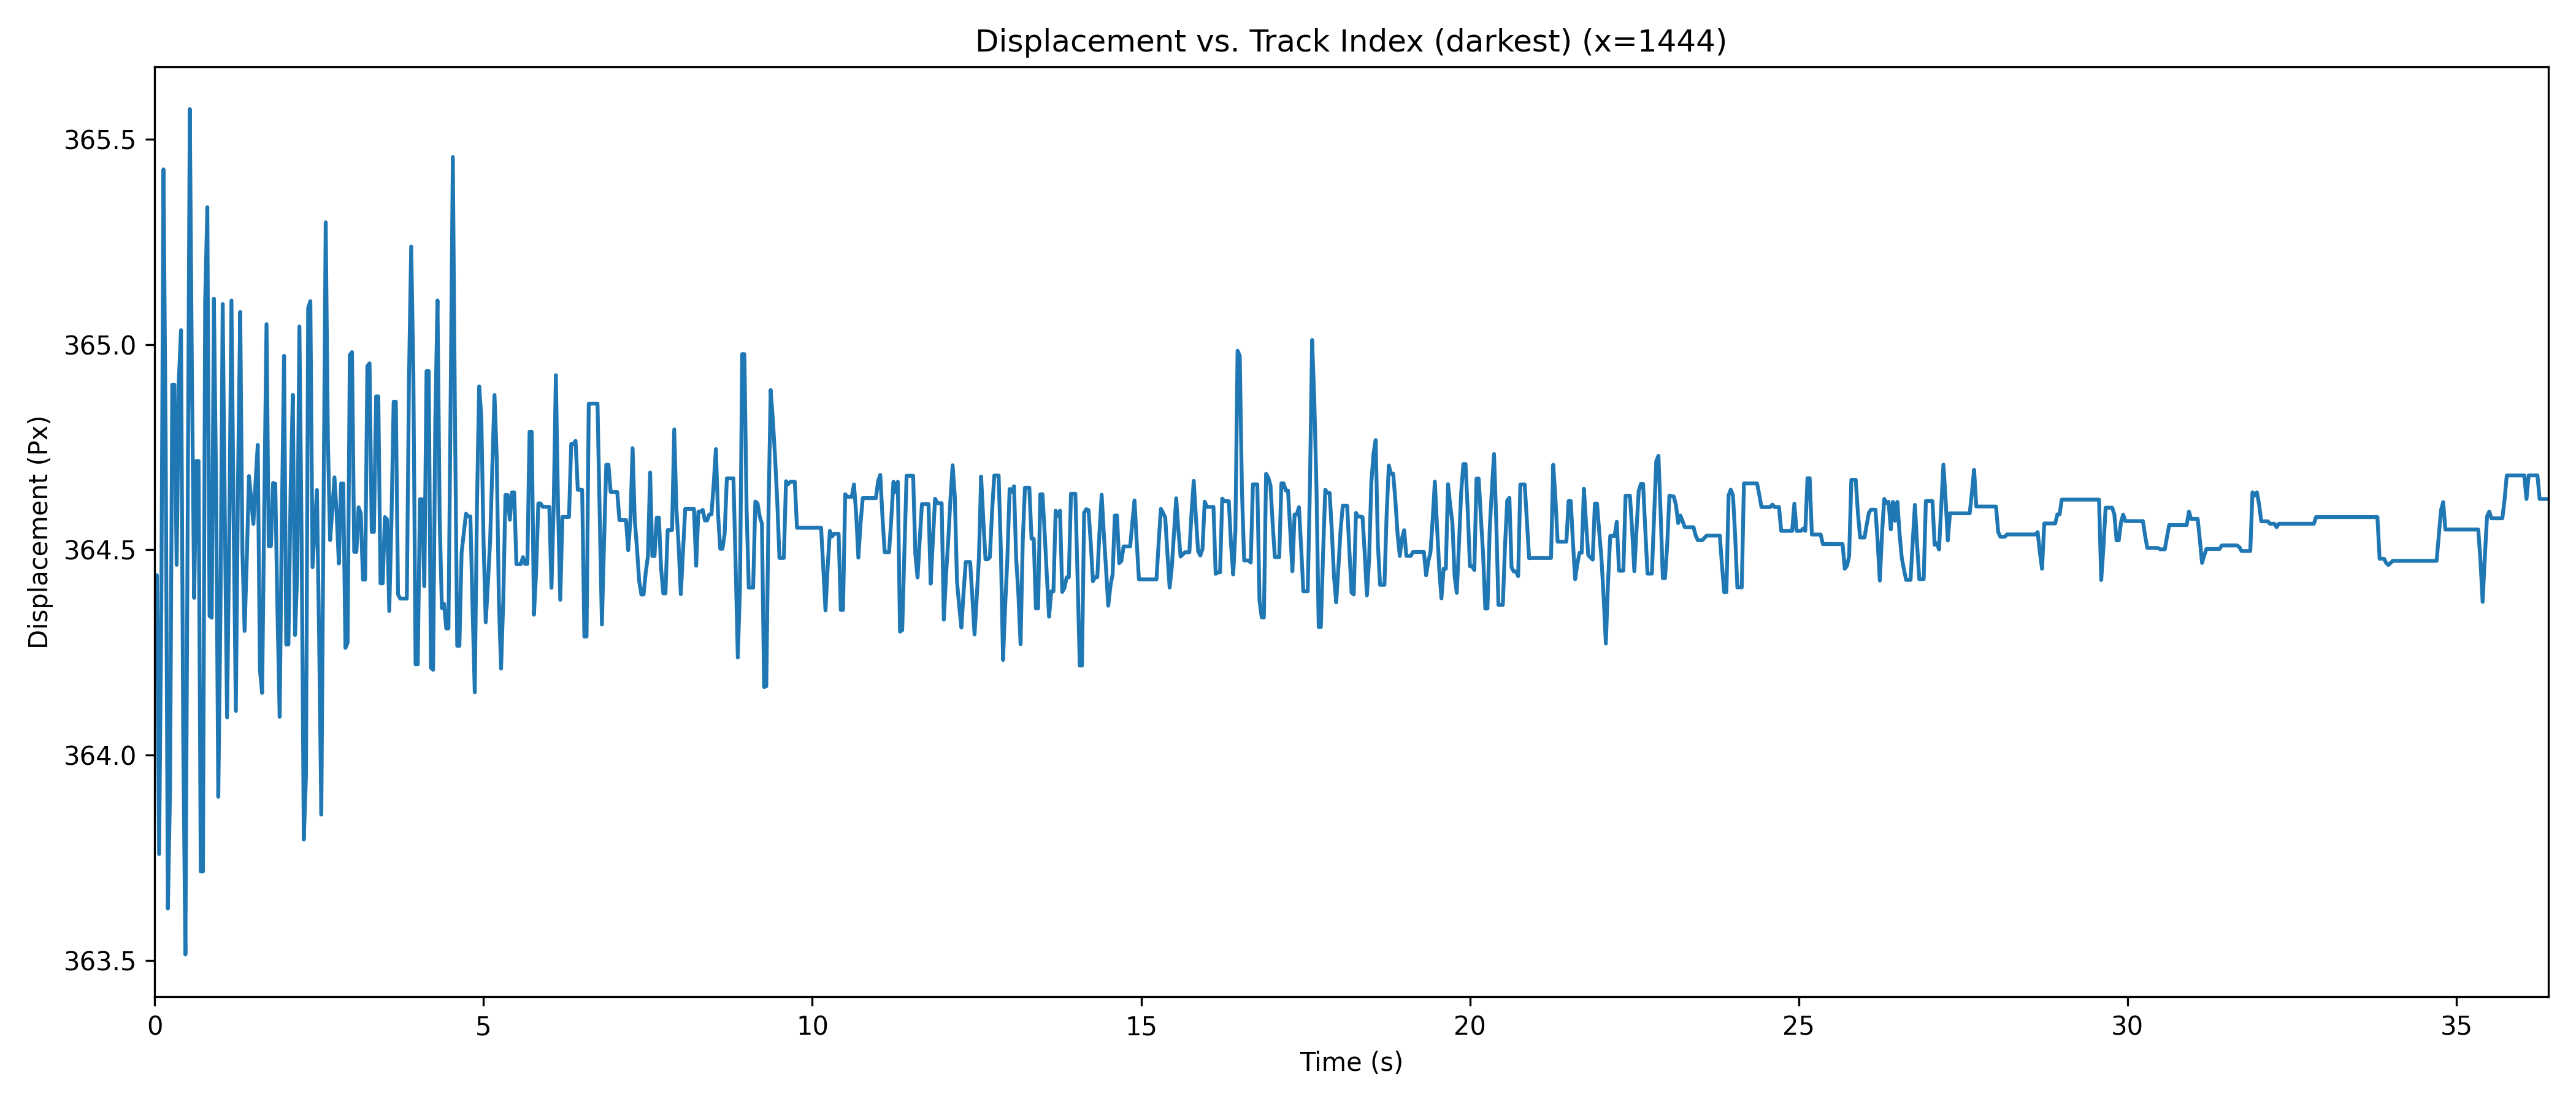 Displacement vs. Track Index (darkest) (x=1444)
365.5
365.0
364.5
364.0
363.5
Displacement (Px)
0 5 10 15 20 25 30 35
Time (s)